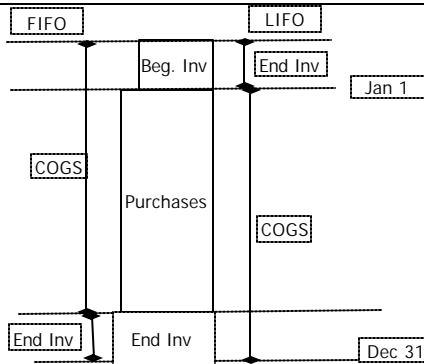 FIFO
LIFO
Beg. Inv
End Inv
Jan 1
COGS
Purchases
COGS
End Inv
End Inv
Dec 31